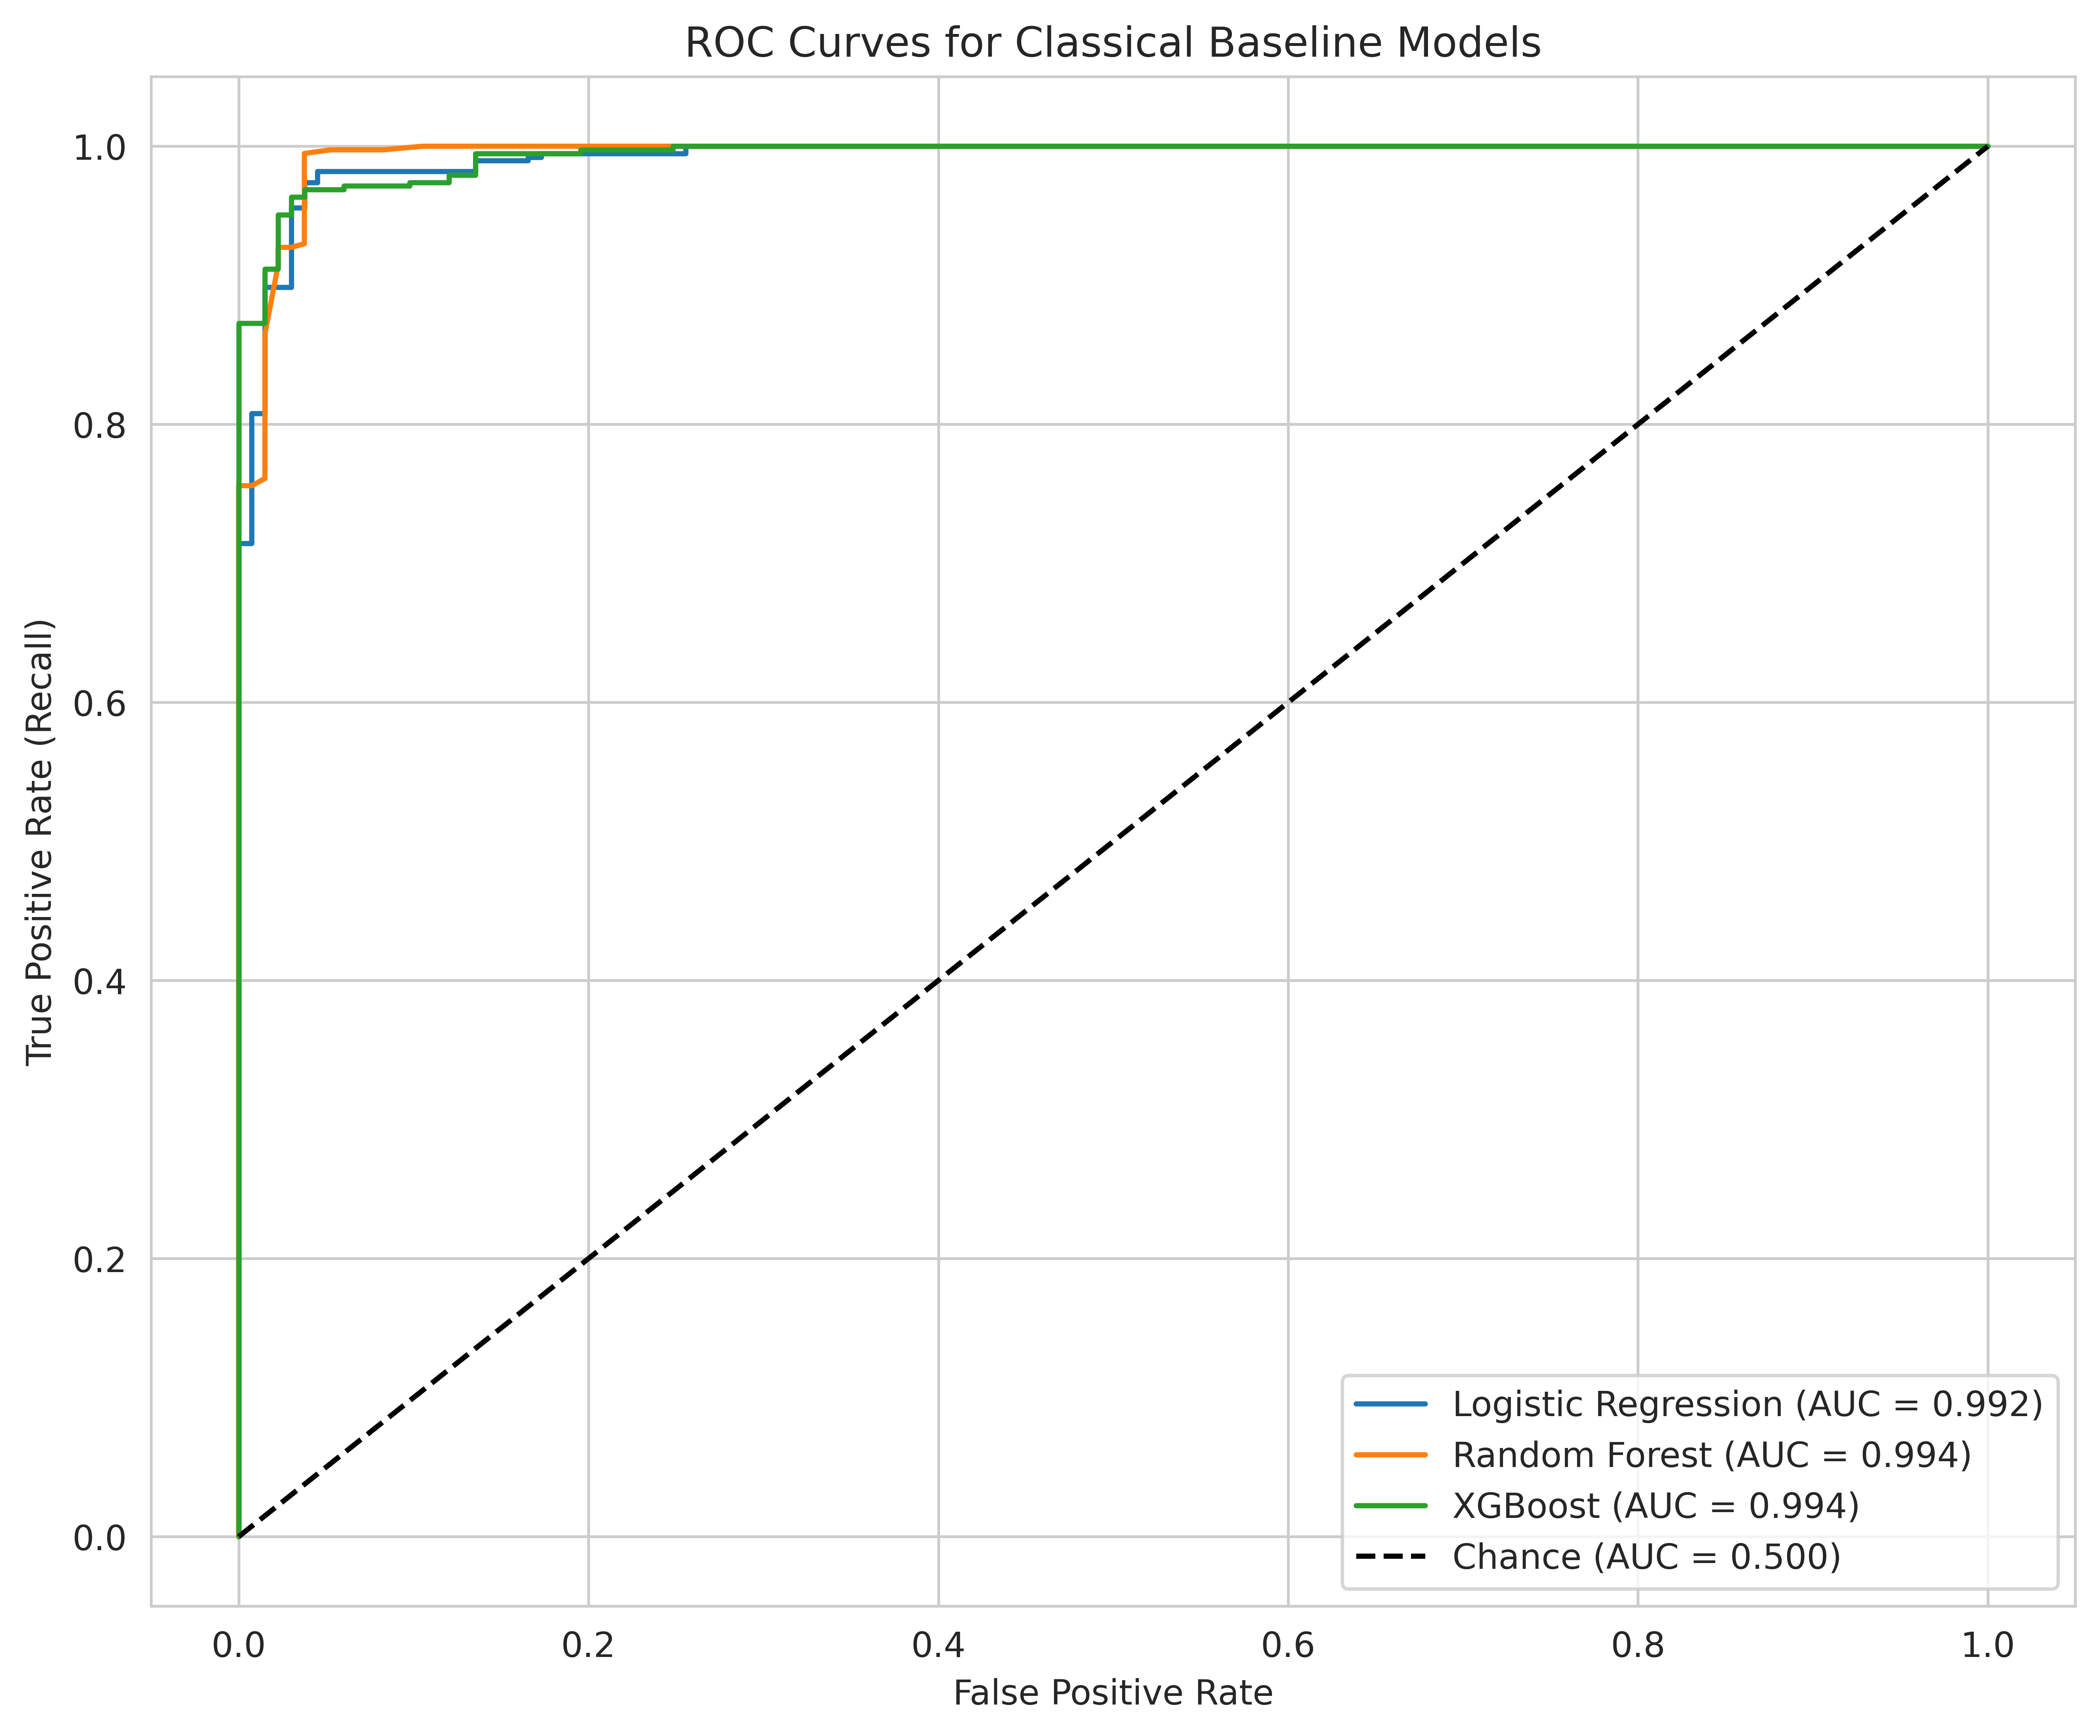 ROC Curves for Classical Baseline Models
True Positive Rate (Recall)
1.0
0.8
0.6
0.4
0.2
0.0
0.0 0.2 0.4 0.6 0.8 1.0
False Positive Rate
Logistic Regression (AUC = 0.992)
Random Forest (AUC = 0.994)
XGBoost (AUC = 0.994)
Chance (AUC = 0.500)